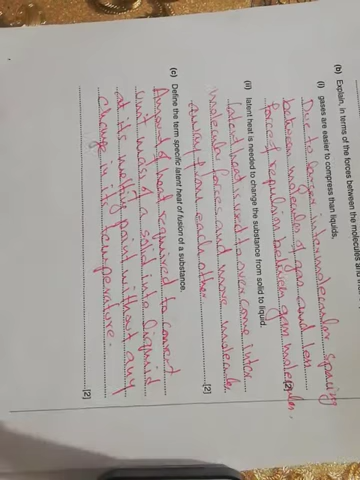 (b) Explain, in terms of the forces between the molecules and
(i) gases are easier to compress than liquids.
Due to larger intermolecular spacing
between molecules of gas and less
force of repulsion between gas molecules.
[2]
(ii) latent heat is needed to change the substance from solid to liquid.
latent heat is used to over come inter
molecular forces and move molecules
away from each other.
[2]
(c) Define the term specific latent heat of fusion of a substance.
Amount of heat required to convert
unit mass of a solid into liquid
at its melting point without any
change in its temperature.
[2]